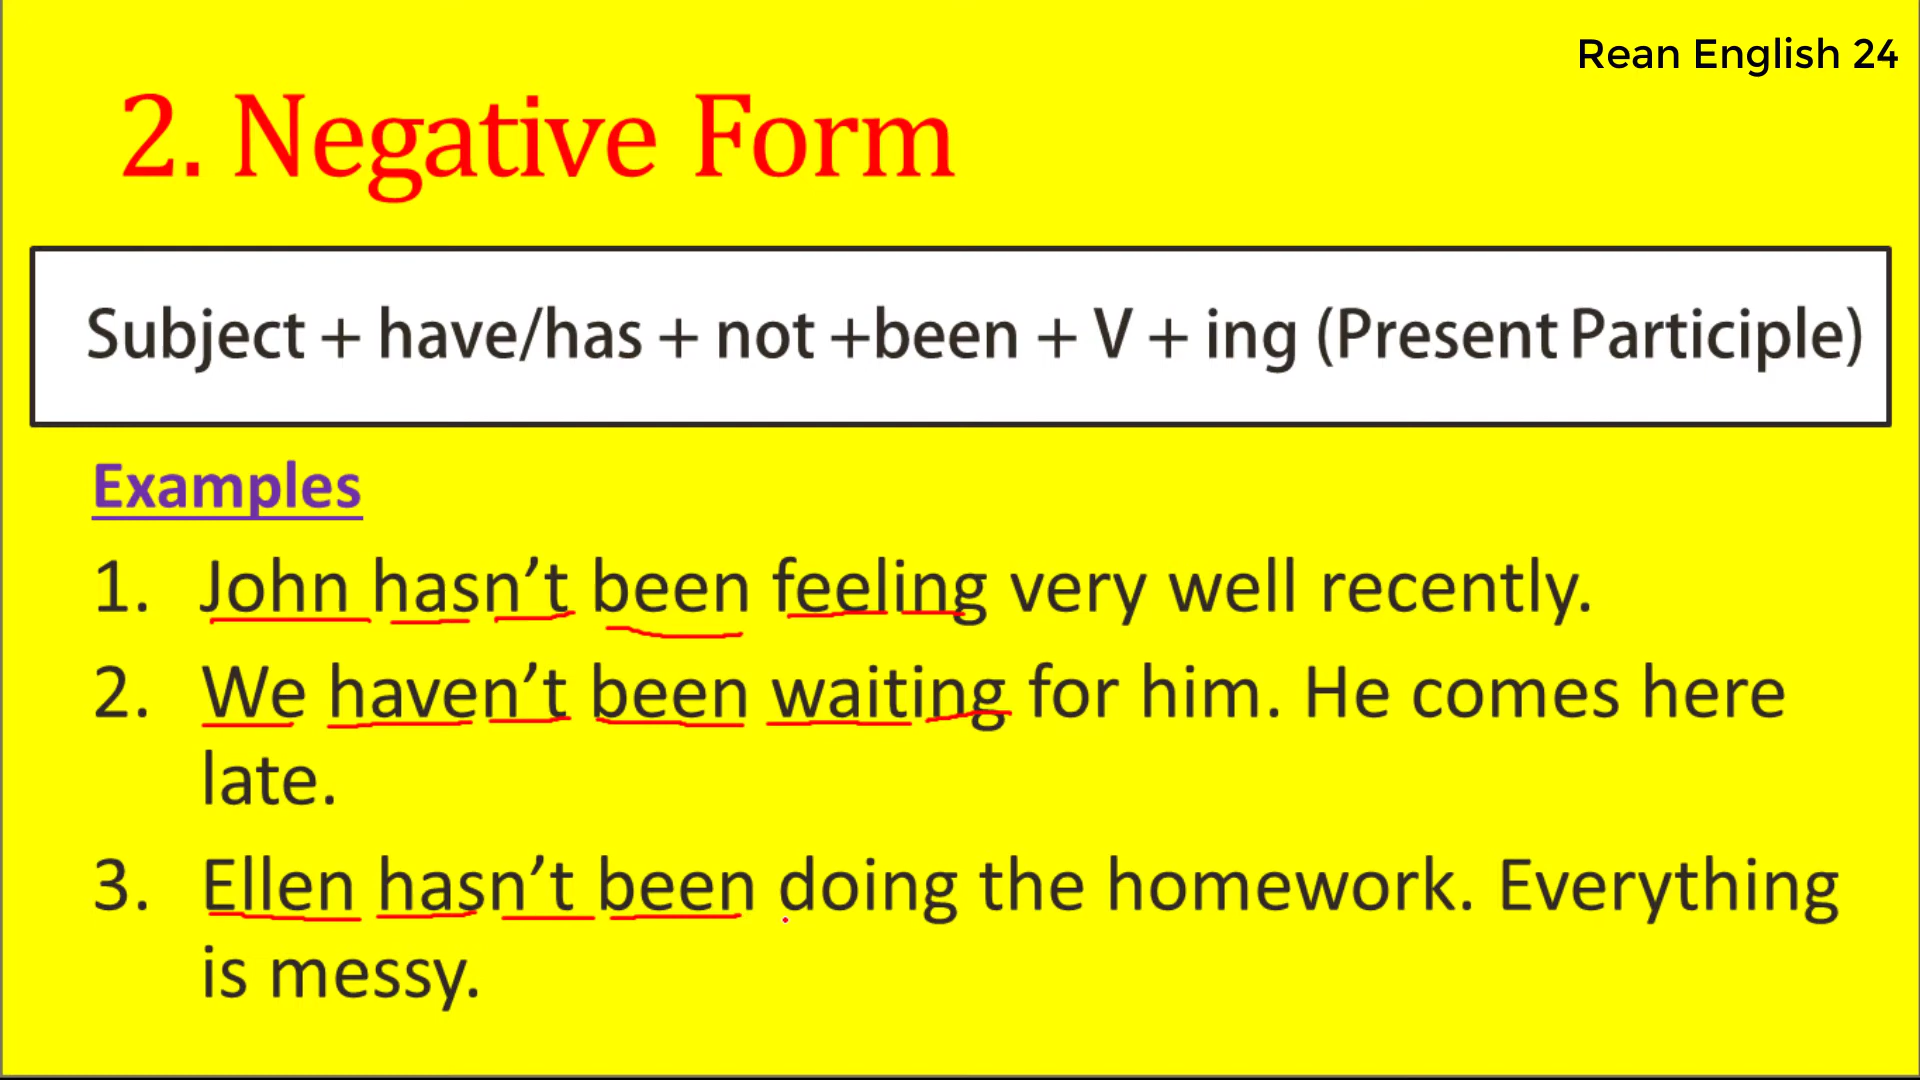 Rean English 24
2. Negative Form
Subject + have/has + not +been + V + ing (Present Participle)
Examples
1. John hasn’t been feeling very well recently.
2. We haven’t been waiting for him. He comes here
late.
3. Ellen hasn’t been doing the homework. Everything
is messy.